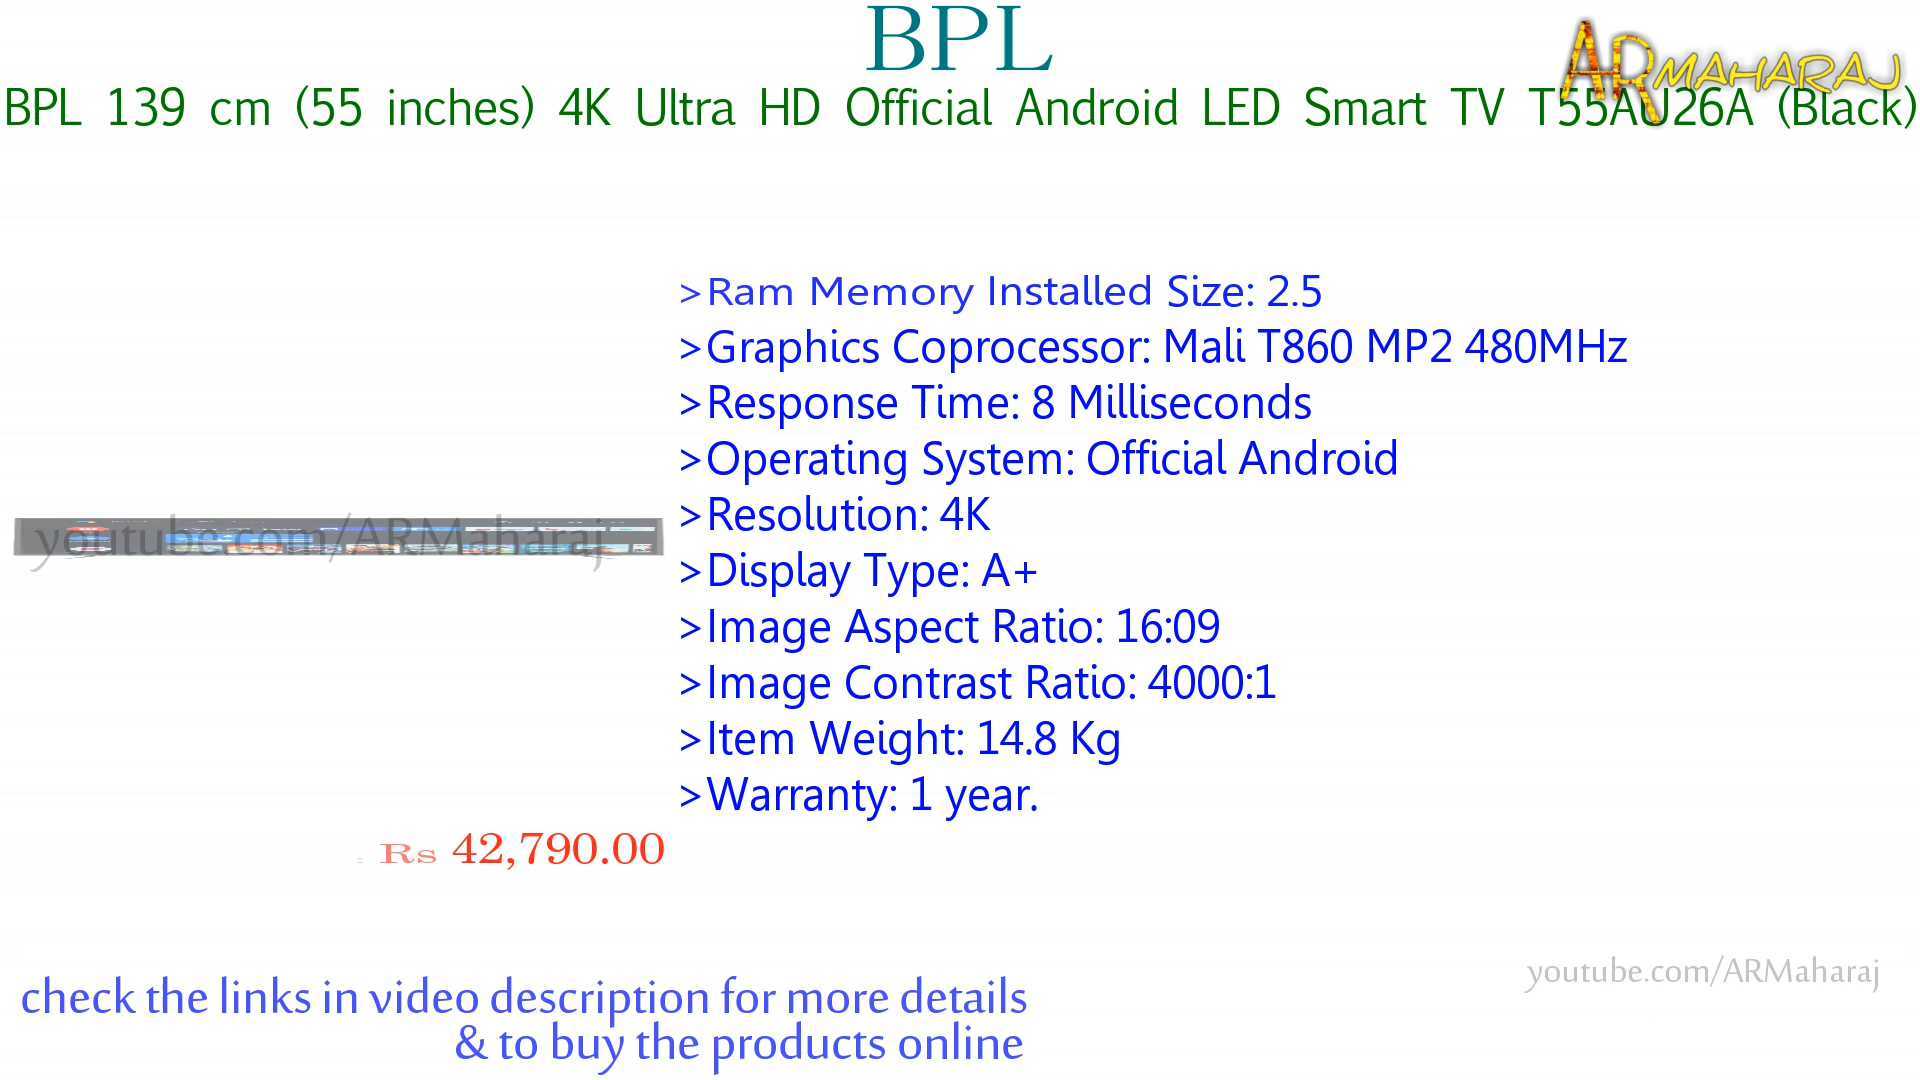 BPL
ARMAHARAJ
BPL 139 cm (55 inches) 4K Ultra HD Official Android LED Smart TV T55AU26A (Black)
>Ram Memory Installed Size: 2.5
>Graphics Coprocessor: Mali T860 MP2 480MHz
>Response Time: 8 Milliseconds
>Operating System: Official Android
>Resolution: 4K
youtube.com/ARMaharaj
>Display Type: A+
>Image Aspect Ratio: 16:09
>Image Contrast Ratio: 4000:1
>Item Weight: 14.8 Kg
>Warranty: 1 year.
Rs 42,790.00
youtube.com/ARMaharaj
check the links in video description for more details
& to buy the products online